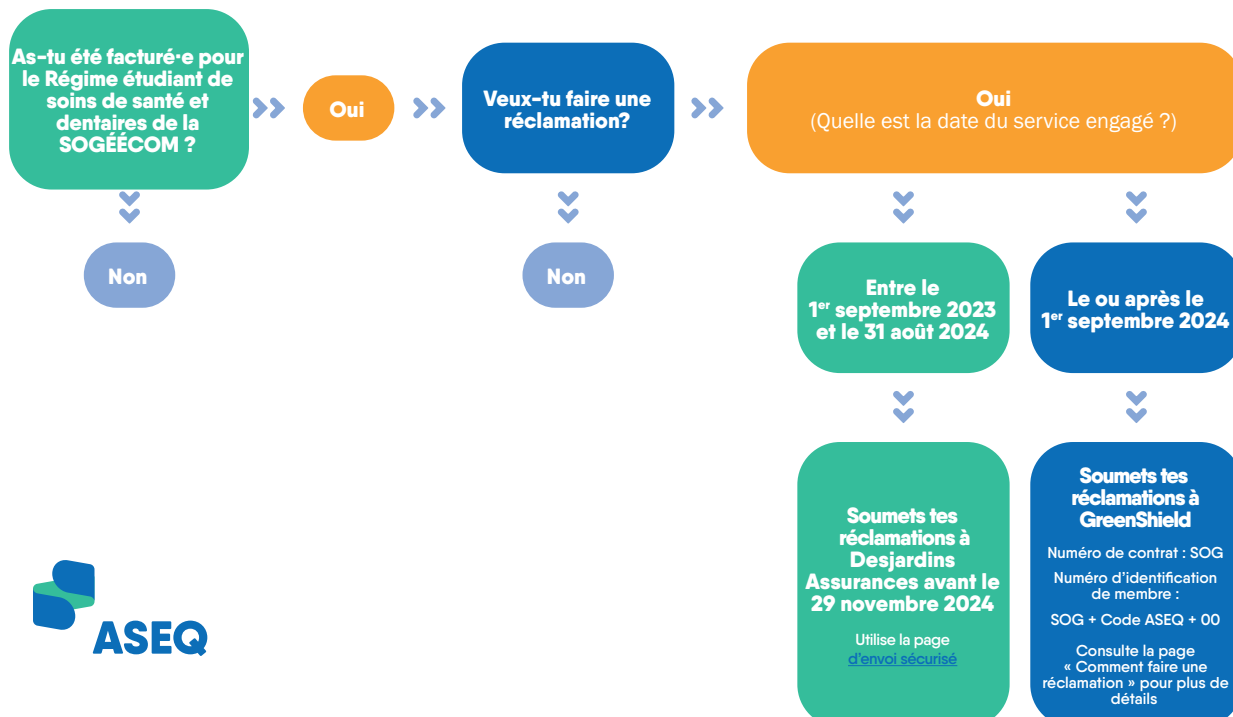 As-tu été facturé·e pour
le Régime étudiant de
soins de santé et
dentaires de la
SOGÉÉCOM ?
Oui
Veux-tu faire une
réclamation?
Oui
(Quelle est la date du service engagé ?)
Non
Non
Entre le
1er septembre 2023
et le 31 août 2024
Le ou après le
1er septembre 2024
Soumets tes
réclamations à
Desjardins
Assurances avant le
29 novembre 2024
Utilise la page
d'envoi sécurisé
Soumets tes
réclamations à
GreenShield
Numéro de contrat : SOG
Numéro d'identification
de membre :
SOG + Code ASEQ + 00
Consulte la page
« Comment faire une
réclamation » pour plus de
détails
ASEQ